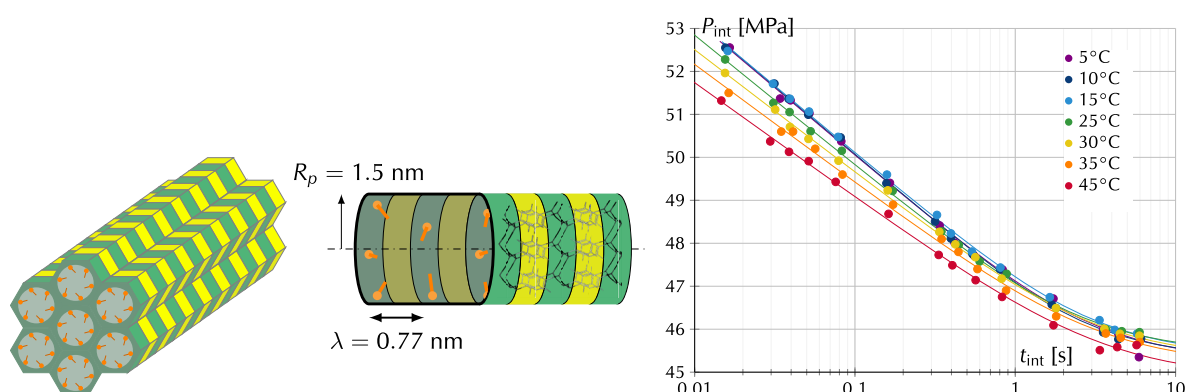 R_p = 1.5 nm
λ = 0.77 nm
P_int [MPa]
53
52
51
50
49
48
47
46
45
5°C
10°C
15°C
25°C
30°C
35°C
45°C
t_int [s]
0.01
0.1
1
10